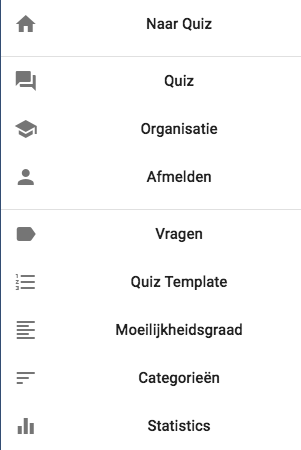 Naar Quiz
Quiz
Organisatie
Afmelden
Vragen
Quiz Template
Moeilijkheidsgraad
Categorieën
Statistics